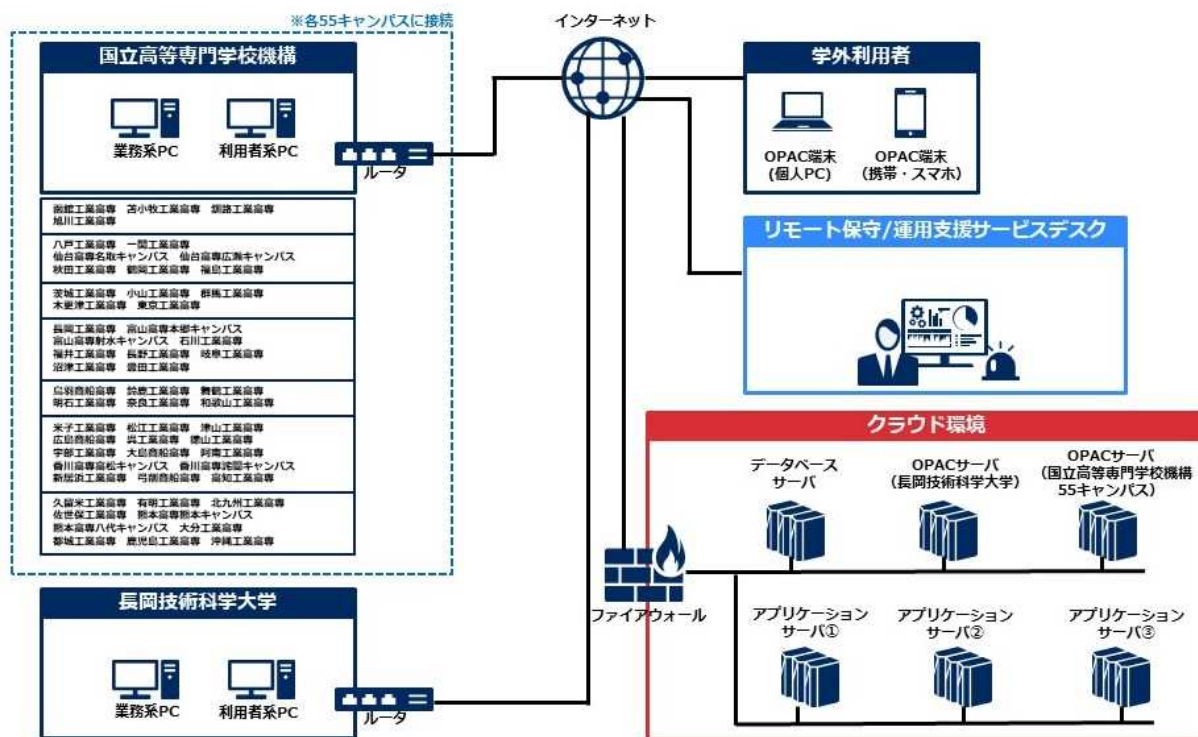 ※各55キャンパスに接続
国立高等専門学校機構
業務系PC
利用者系PC
ルータ
函館工業高専 苫小牧工業高専 釧路工業高専
旭川工業高専
八戸工業高専 一関工業高専
仙台高専名取キャンパス 仙台高専広瀬キャンパス
秋田工業高専 鶴岡工業高専 福島工業高専
茨城工業高専 小山工業高専 群馬工業高専
木更津工業高専 東京工業高専
長岡工業高専 富山高専本郷キャンパス
富山高専射水キャンパス 石川工業高専
福井工業高専 長野工業高専 岐阜工業高専
沼津工業高専 豊田工業高専
鳥羽商船高専 鈴鹿工業高専 舞鶴工業高専
明石工業高専 奈良工業高専 和歌山工業高専
米子工業高専 松江工業高専 津山工業高専
広島商船高専 呉工業高専 徳山工業高専
宇部工業高専 大島商船高専 阿南工業高専
香川高専高松キャンパス 香川高専詫間キャンパス
新居浜工業高専 弓削商船高専 高知工業高専
久留米工業高専 有明工業高専 北九州工業高専
佐世保工業高専 熊本高専熊本キャンパス
熊本高専八代キャンパス 大分工業高専
都城工業高専 鹿児島工業高専 沖縄工業高専
長岡技術科学大学
業務系PC
利用者系PC
ルータ
インターネット
学外利用者
OPAC端末
(個人PC)
OPAC端末
（携帯・スマホ）
リモート保守/運用支援サービスデスク
クラウド環境
データベース
サーバ
OPACサーバ
（長岡技術科学大学）
OPACサーバ
（国立高等専門学校機構
55キャンパス）
ファイアウォール
アプリケーション
サーバ①
アプリケーション
サーバ②
アプリケーション
サーバ③